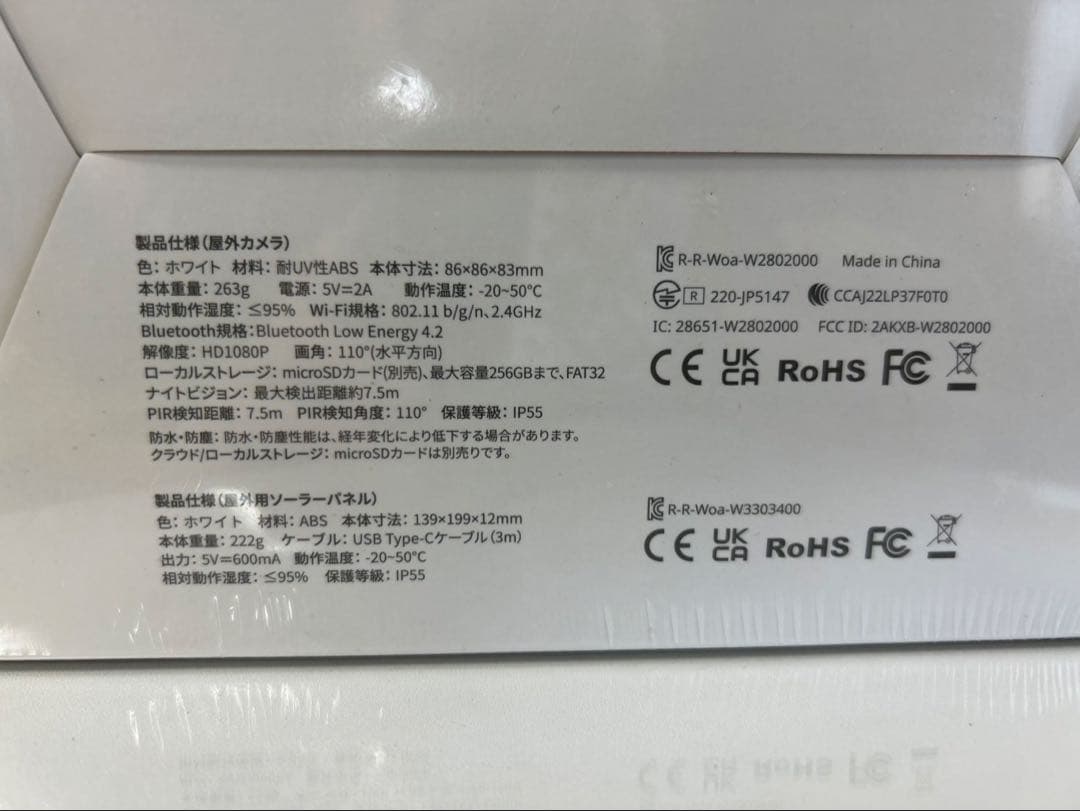 製品仕様(屋外カメラ)
色: ホワイト 材料: 耐UV性ABS 本体寸法: 86×86×83mm
本体重量: 263g 電源: 5V=2A 動作温度: -20~50℃
相対動作湿度: ≦95% Wi-Fi規格: 802.11 b/g/n、2.4GHz
Bluetooth規格: Bluetooth Low Energy 4.2
解像度: HD1080P 画角: 110°(水平方向)
ローカルストレージ: microSDカード(別売)、最大容量256GBまで、FAT32
ナイトビジョン: 最大検出距離約7.5m
PIR検知距離: 7.5m PIR検知角度: 110° 保護等級: IP55
防水・防塵: 防水・防塵性能は、経年変化により低下する場合があります。
クラウド/ローカルストレージ: microSDカードは別売りです。
R-R-Woa-W2802000 Made in China
R 220-JP5147 CCAJ22LP37F0T0
IC: 28651-W2802000 FCC ID: 2AKXB-W2802000
CE UK CA RoHS FC
製品仕様(屋外用ソーラーパネル)
色: ホワイト 材料: ABS 本体寸法: 139×199×12mm
本体重量: 222g ケーブル: USB Type-Cケーブル(3m)
出力: 5V=600mA 動作温度: -20~50℃
相対動作湿度: ≦95% 保護等級: IP55
R-R-Woa-W3303400
CE UK CA RoHS FC